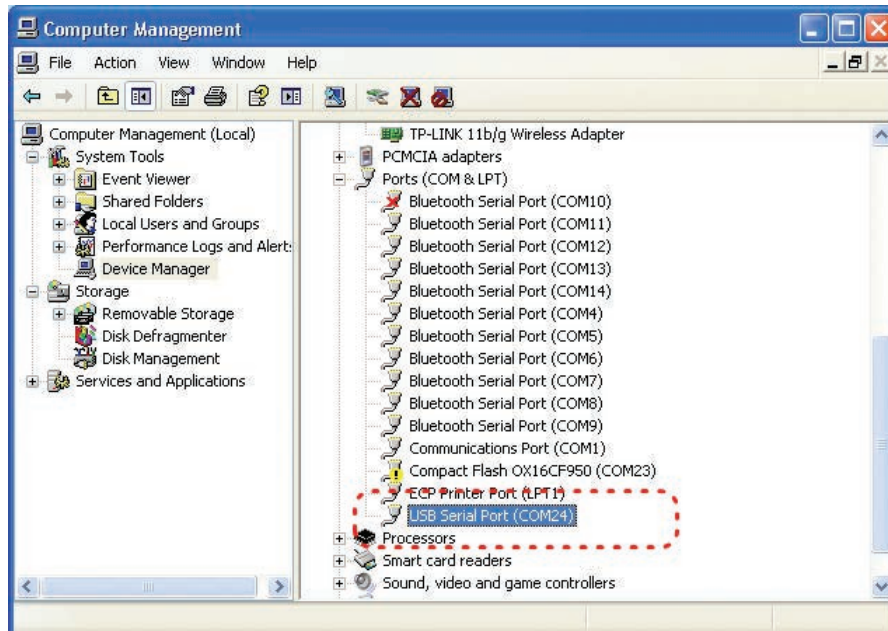 Computer Management
File Action View Window Help
Computer Management (Local)
System Tools
Event Viewer
Shared Folders
Local Users and Groups
Performance Logs and Alert
Device Manager
Storage
Removable Storage
Disk Defragmenter
Disk Management
Services and Applications
TP-LINK 11b/g Wireless Adapter
PCMCIA adapters
Ports (COM & LPT)
Bluetooth Serial Port (COM10)
Bluetooth Serial Port (COM11)
Bluetooth Serial Port (COM12)
Bluetooth Serial Port (COM13)
Bluetooth Serial Port (COM14)
Bluetooth Serial Port (COM4)
Bluetooth Serial Port (COM5)
Bluetooth Serial Port (COM6)
Bluetooth Serial Port (COM7)
Bluetooth Serial Port (COM8)
Bluetooth Serial Port (COM9)
Communications Port (COM1)
Compact Flash OX16CF950 (COM23)
ECP Printer Port (LPT1)
USB Serial Port (COM24)
Processors
Smart card readers
Sound, video and game controllers